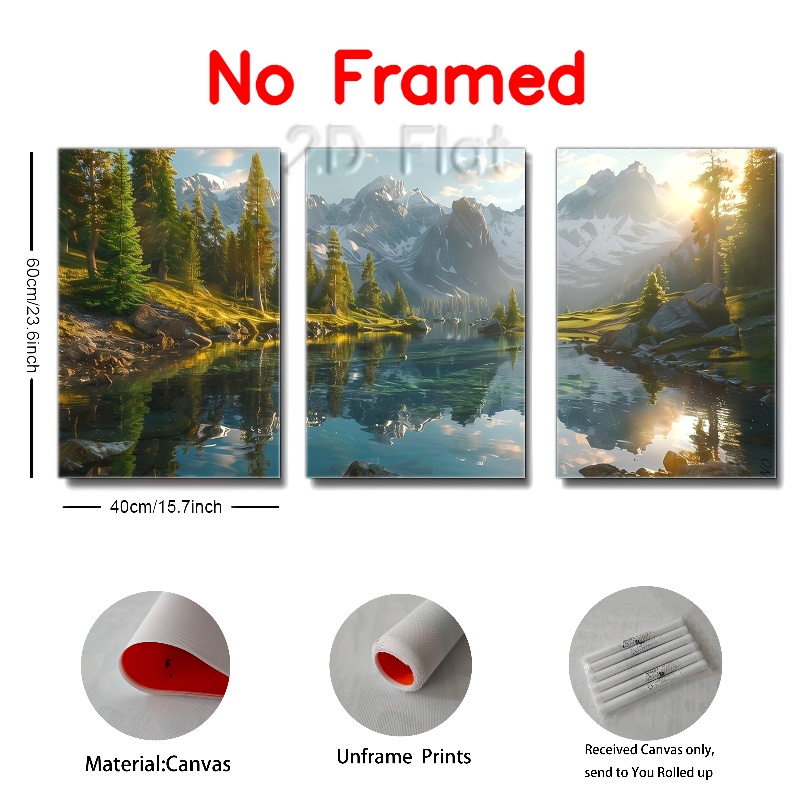 No Framed
2D Flat
60cm/23.6inch
40cm/15.7inch
Material:Canvas
Unframe Prints
Received Canvas only,
send to You Rolled up